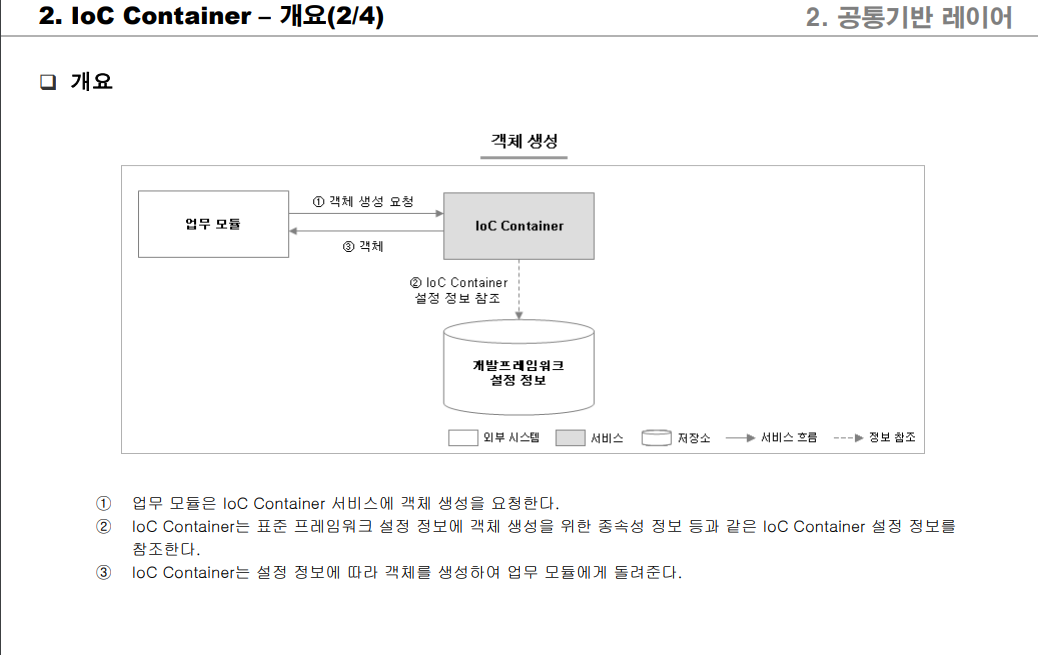 2. IoC Container – 개요(2/4)
2. 공통기반 레이어
❑ 개요
객체 생성
업무 모듈
① 객체 생성 요청
IoC Container
③ 객체
② IoC Container
설정 정보 참조
개발프레임워크
설정 정보
외부 시스템
서비스
저장소
서비스 흐름
정보 참조
① 업무 모듈은 IoC Container 서비스에 객체 생성을 요청한다.
② IoC Container는 표준 프레임워크 설정 정보에 객체 생성을 위한 종속성 정보 등과 같은 IoC Container 설정 정보를
참조한다.
③ IoC Container는 설정 정보에 따라 객체를 생성하여 업무 모듈에게 돌려준다.